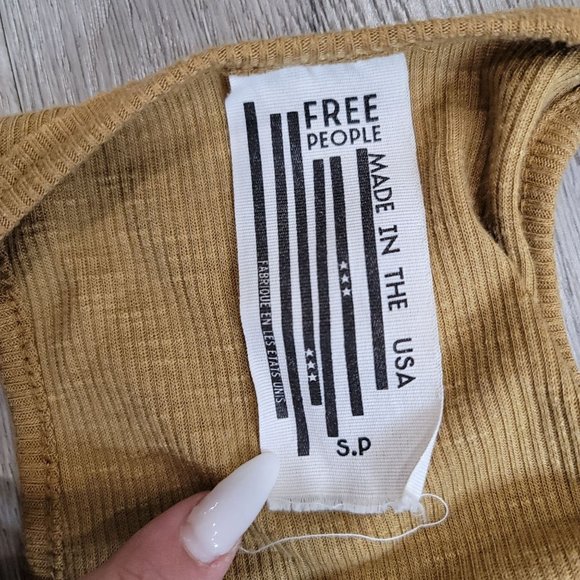 FREE
PEOPLE
MADE IN THE USA
FABRIQUE EN LES ETATS UNIS
S.P